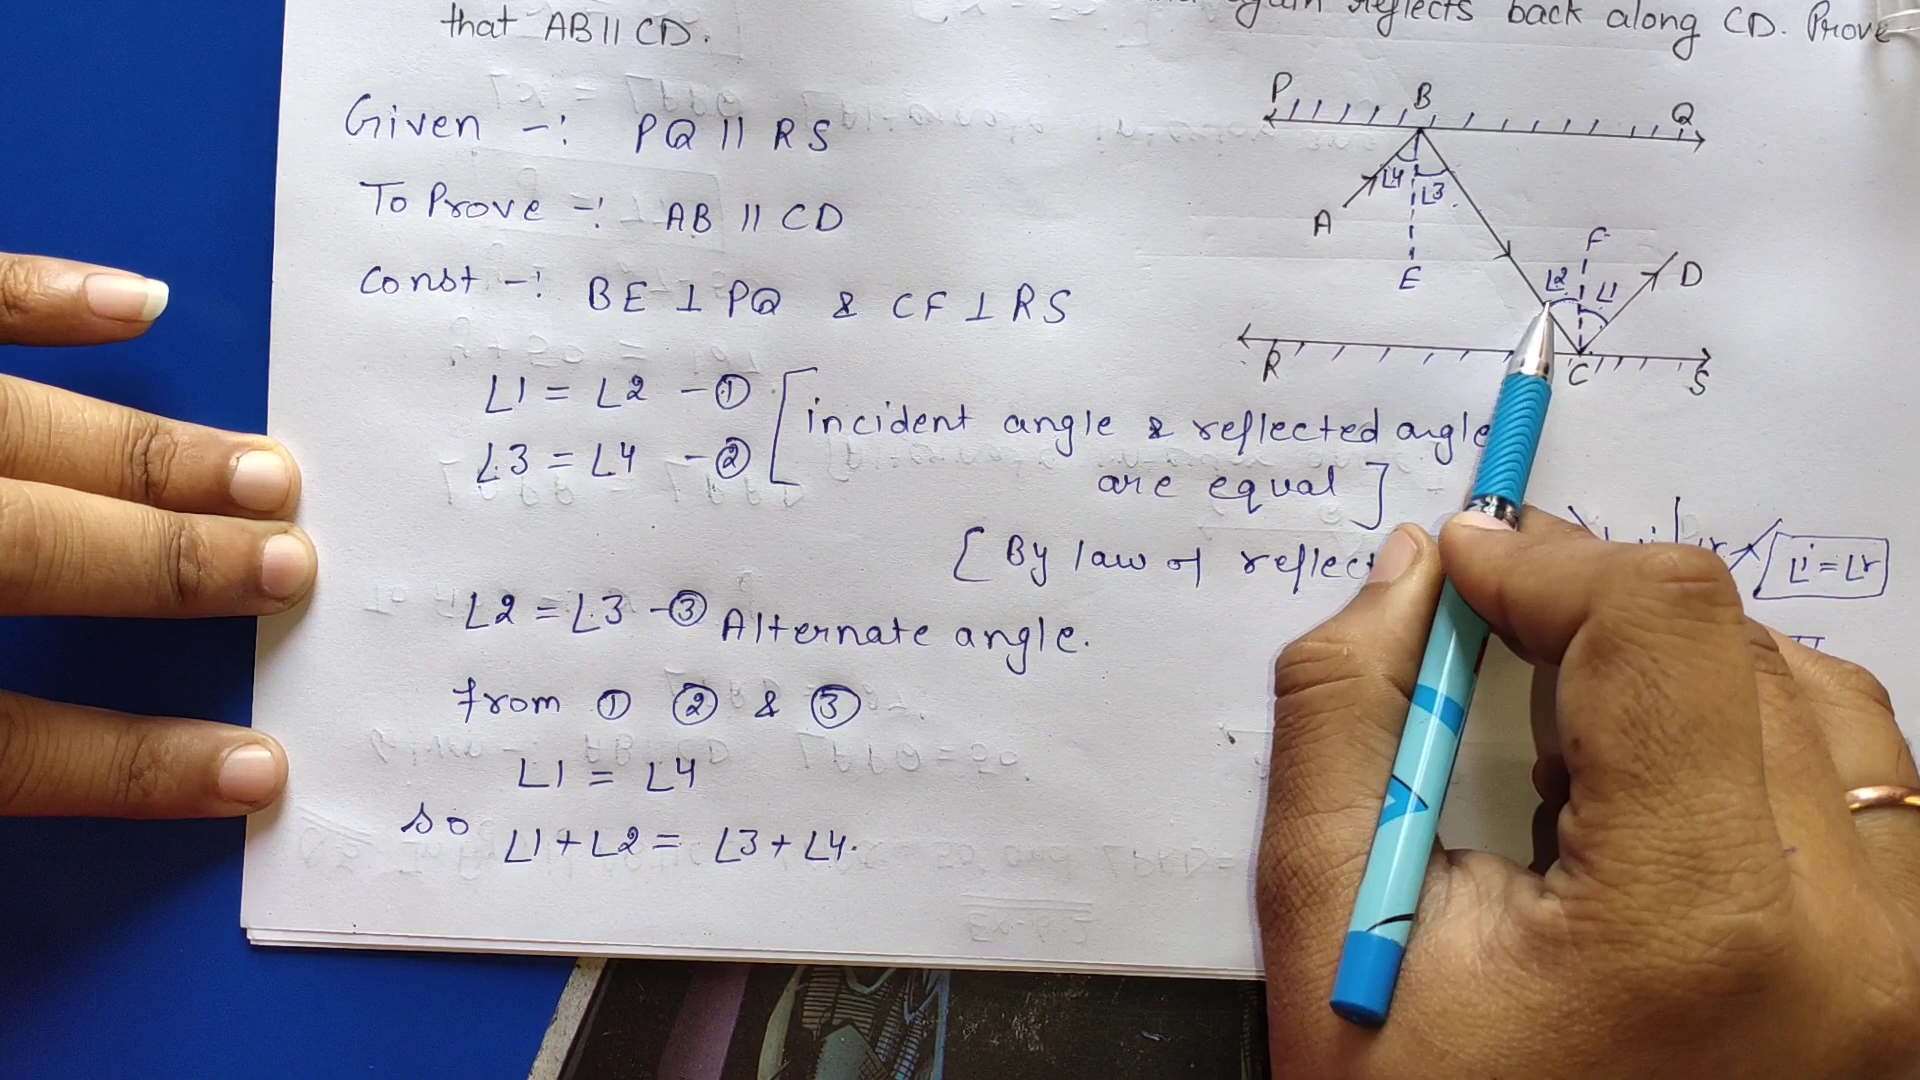 again reflects back along CD. Prove
that AB || CD.
Given -: PQ || RS
To Prove -: AB || CD
Const -: BE ⊥ PQ & CF ⊥ RS
∠1 = ∠2 - ① [incident angle & reflected angle
∠3 = ∠4 - ② are equal]
[By law of reflect
∠2 = ∠3 - ③ Alternate angle.
from ① ② & ③
∠1 = ∠4
so ∠1 + ∠2 = ∠3 + ∠4.
P B Q
∠4 ∠3
A
E
F
∠2 ∠1 D
R C S
∠i = ∠r